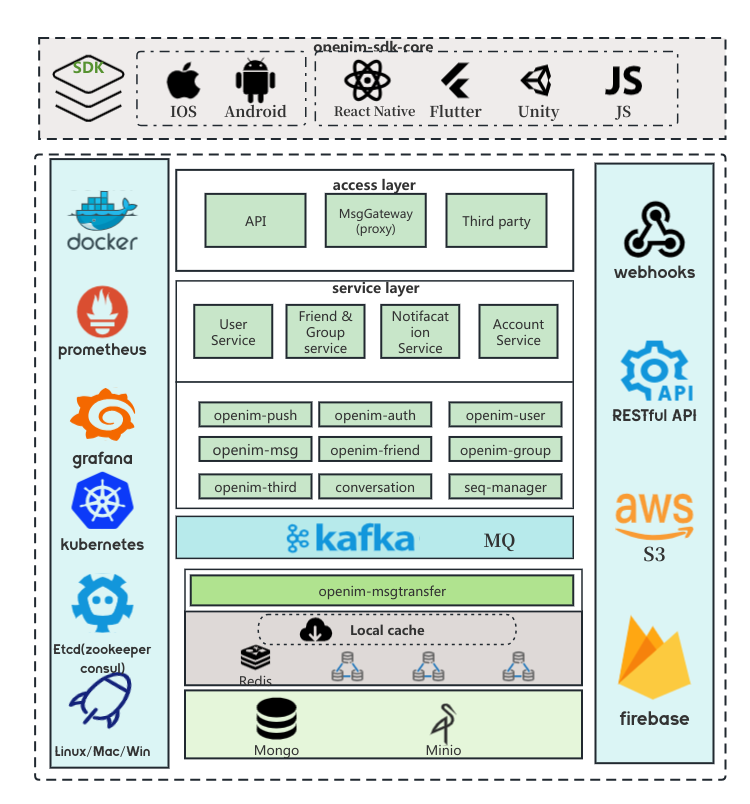 openim-sdk-core
SDK
IOS
Android
React Native
Flutter
Unity
JS
JS
docker
prometheus
grafana
kubernetes
Etcd(zookeeper
consul)
Linux/Mac/Win
access layer
API
MsgGateway
(proxy)
Third party
service layer
User
Service
Friend &
Group
service
Notifacat
ion
Service
Account
Service
openim-push
openim-auth
openim-user
openim-msg
openim-friend
openim-group
openim-third
conversation
seq-manager
kafka
MQ
openim-msgtransfer
Local cache
Redis
Mongo
Minio
webhooks
API
RESTful API
aws
S3
firebase